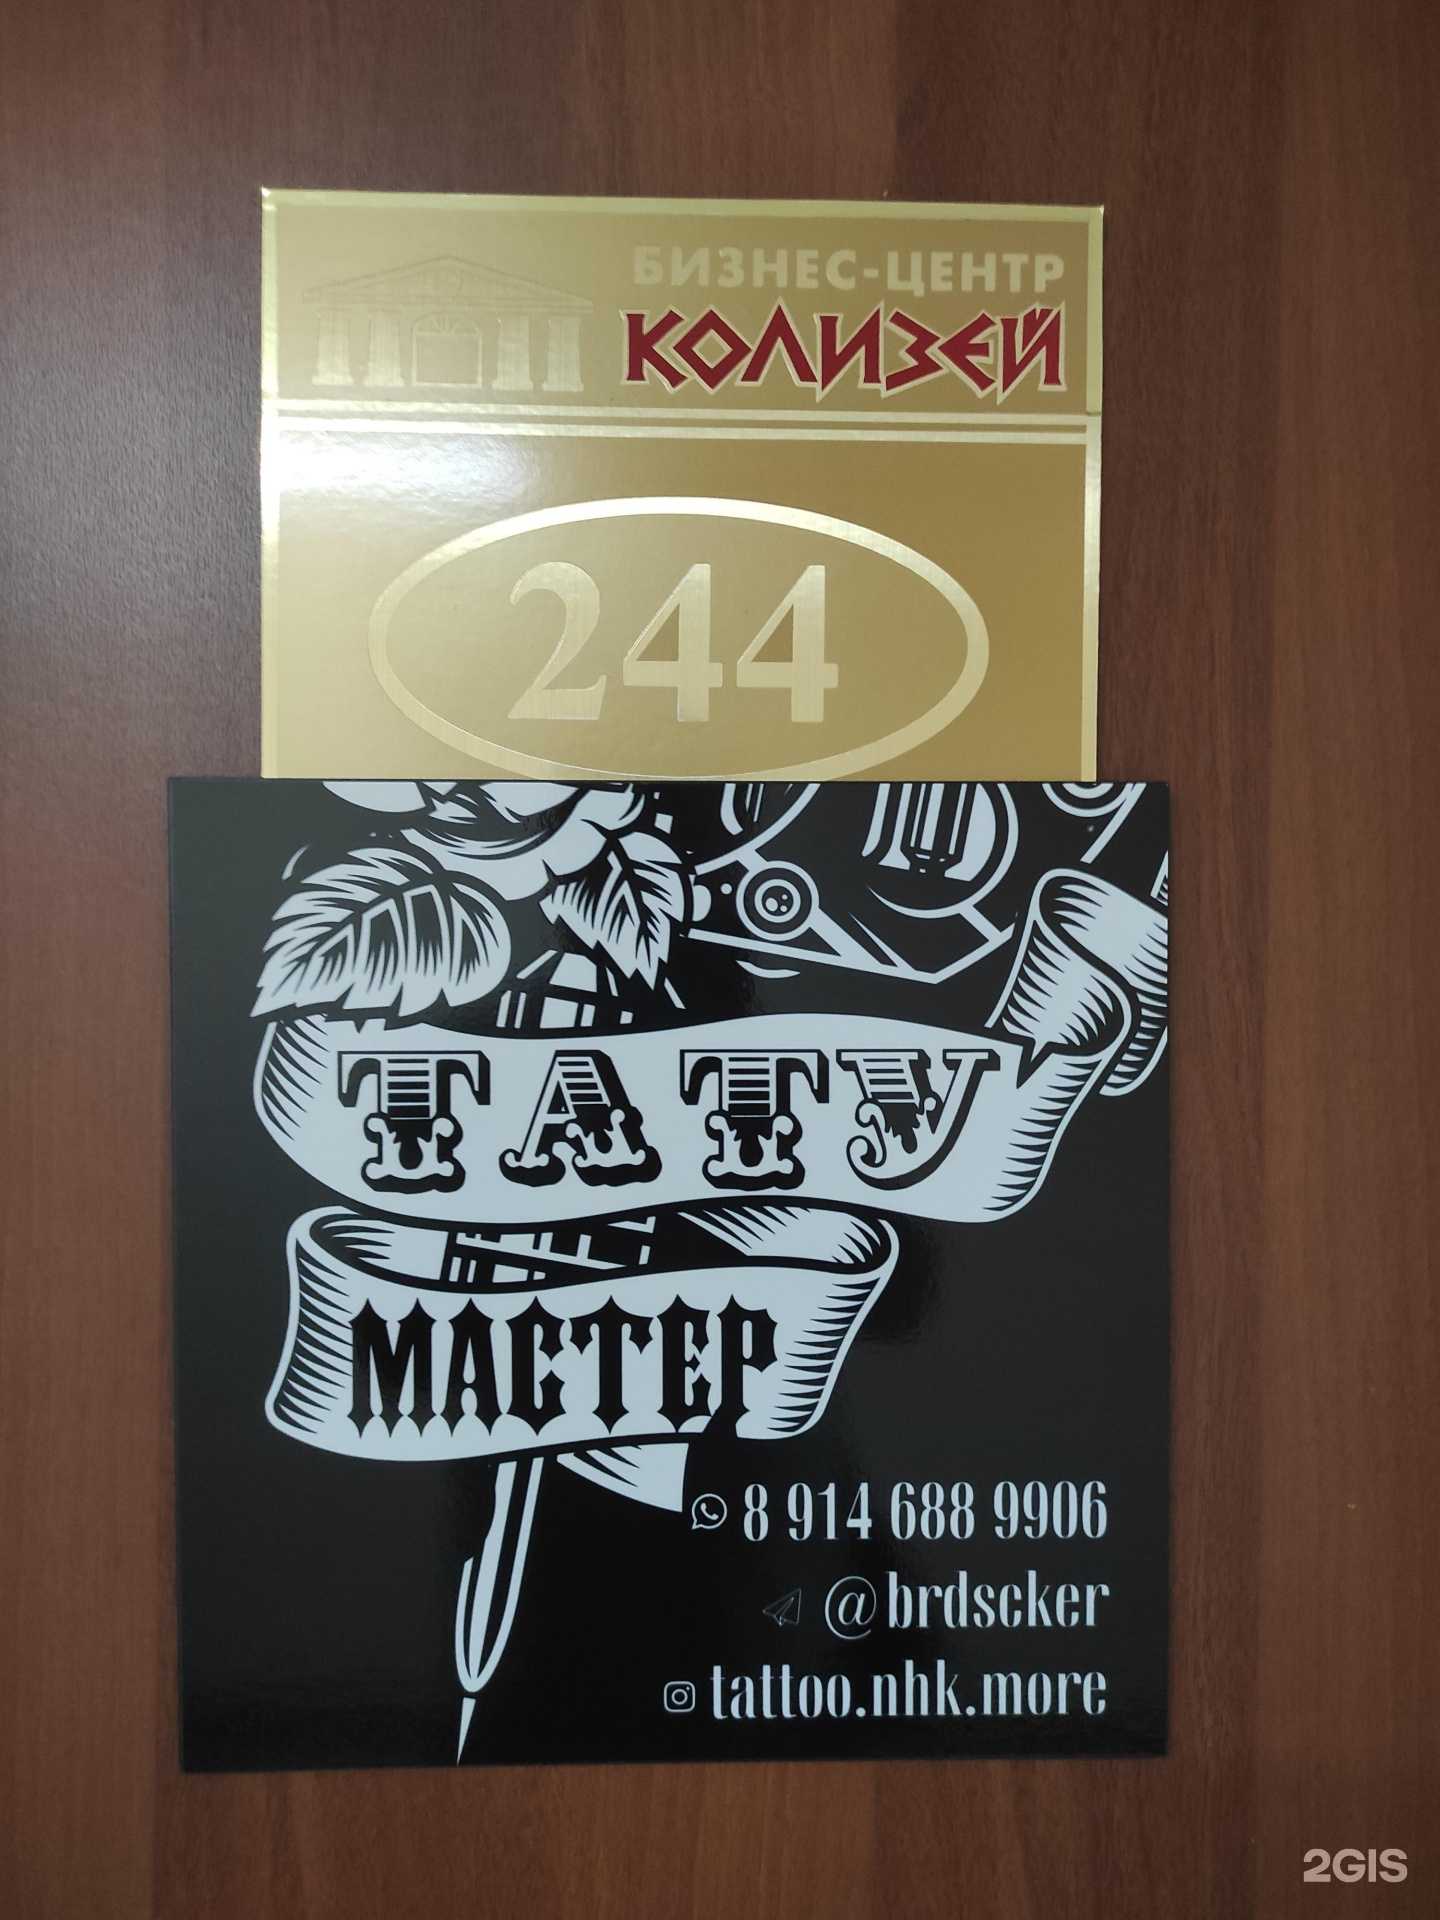 БИЗНЕС-ЦЕНТР
КОЛИЗЕЙ
244
ТАТУ
МАСТЕР
8 914 688 9906
@brdscker
tattoo.nhk.more
2GIS